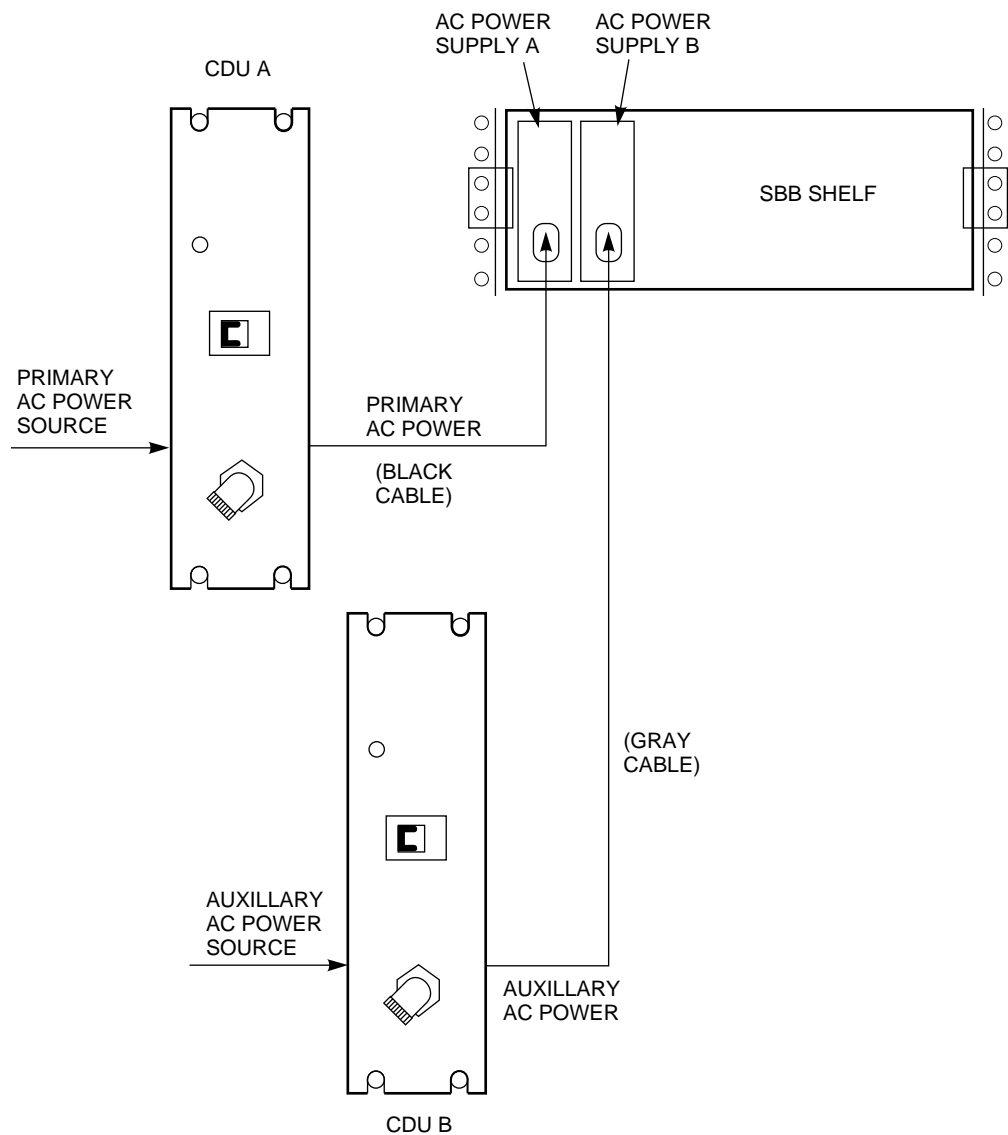 AC POWER
SUPPLY A
AC POWER
SUPPLY B
CDU A
SBB SHELF
PRIMARY
AC POWER
SOURCE
PRIMARY
AC POWER
(BLACK
CABLE)
(GRAY
CABLE)
AUXILLARY
AC POWER
SOURCE
AUXILLARY
AC POWER
CDU B